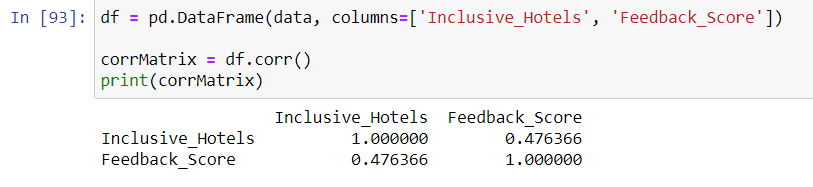 In [93]: df = pd.DataFrame(data, columns=['Inclusive_Hotels', 'Feedback_Score'])
corrMatrix = df.corr()
print(corrMatrix)
Inclusive_Hotels Feedback_Score
Inclusive_Hotels 1.000000 0.476366
Feedback_Score 0.476366 1.000000